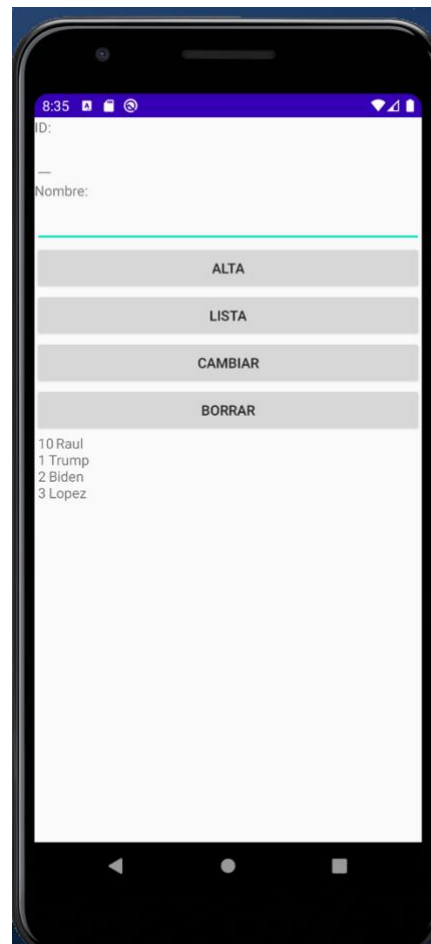 8:35
ID:
Nombre:
ALTA
LISTA
CAMBIAR
BORRAR
10 Raul
1 Trump
2 Biden
3 Lopez